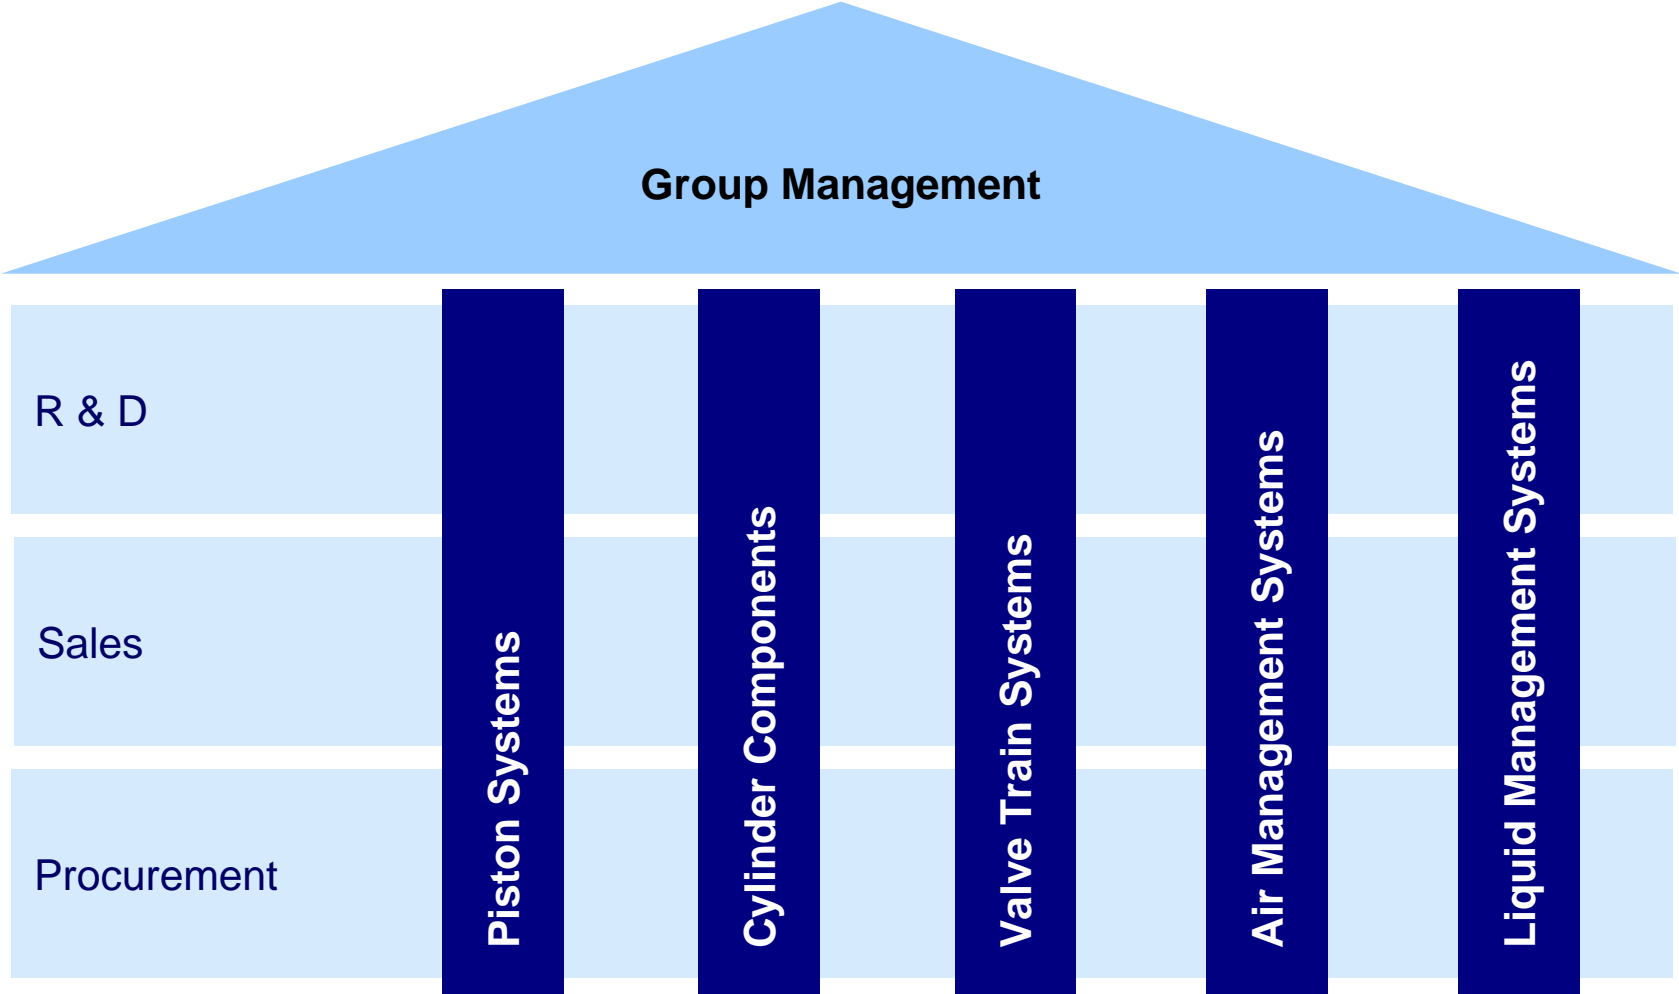 Group Management
R & D
Sales
Procurement
Piston Systems
Cylinder Components
Valve Train Systems
Air Management Systems
Liquid Management Systems